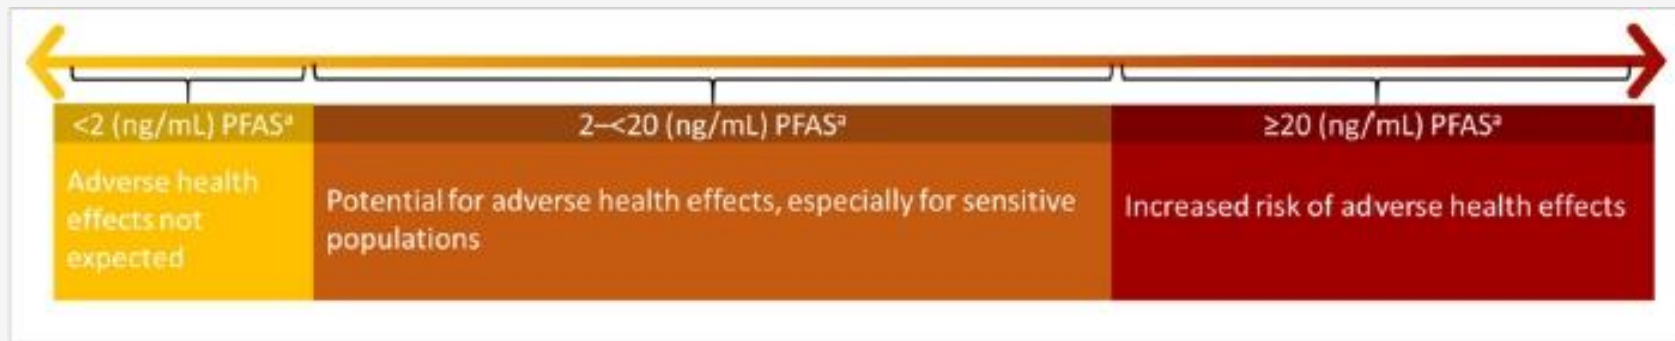 <2 (ng/mL) PFASᵃ
2–<20 (ng/mL) PFASᵃ
≥20 (ng/mL) PFASᵃ
Adverse health
effects not
expected
Potential for adverse health effects, especially for sensitive
populations
Increased risk of adverse health effects